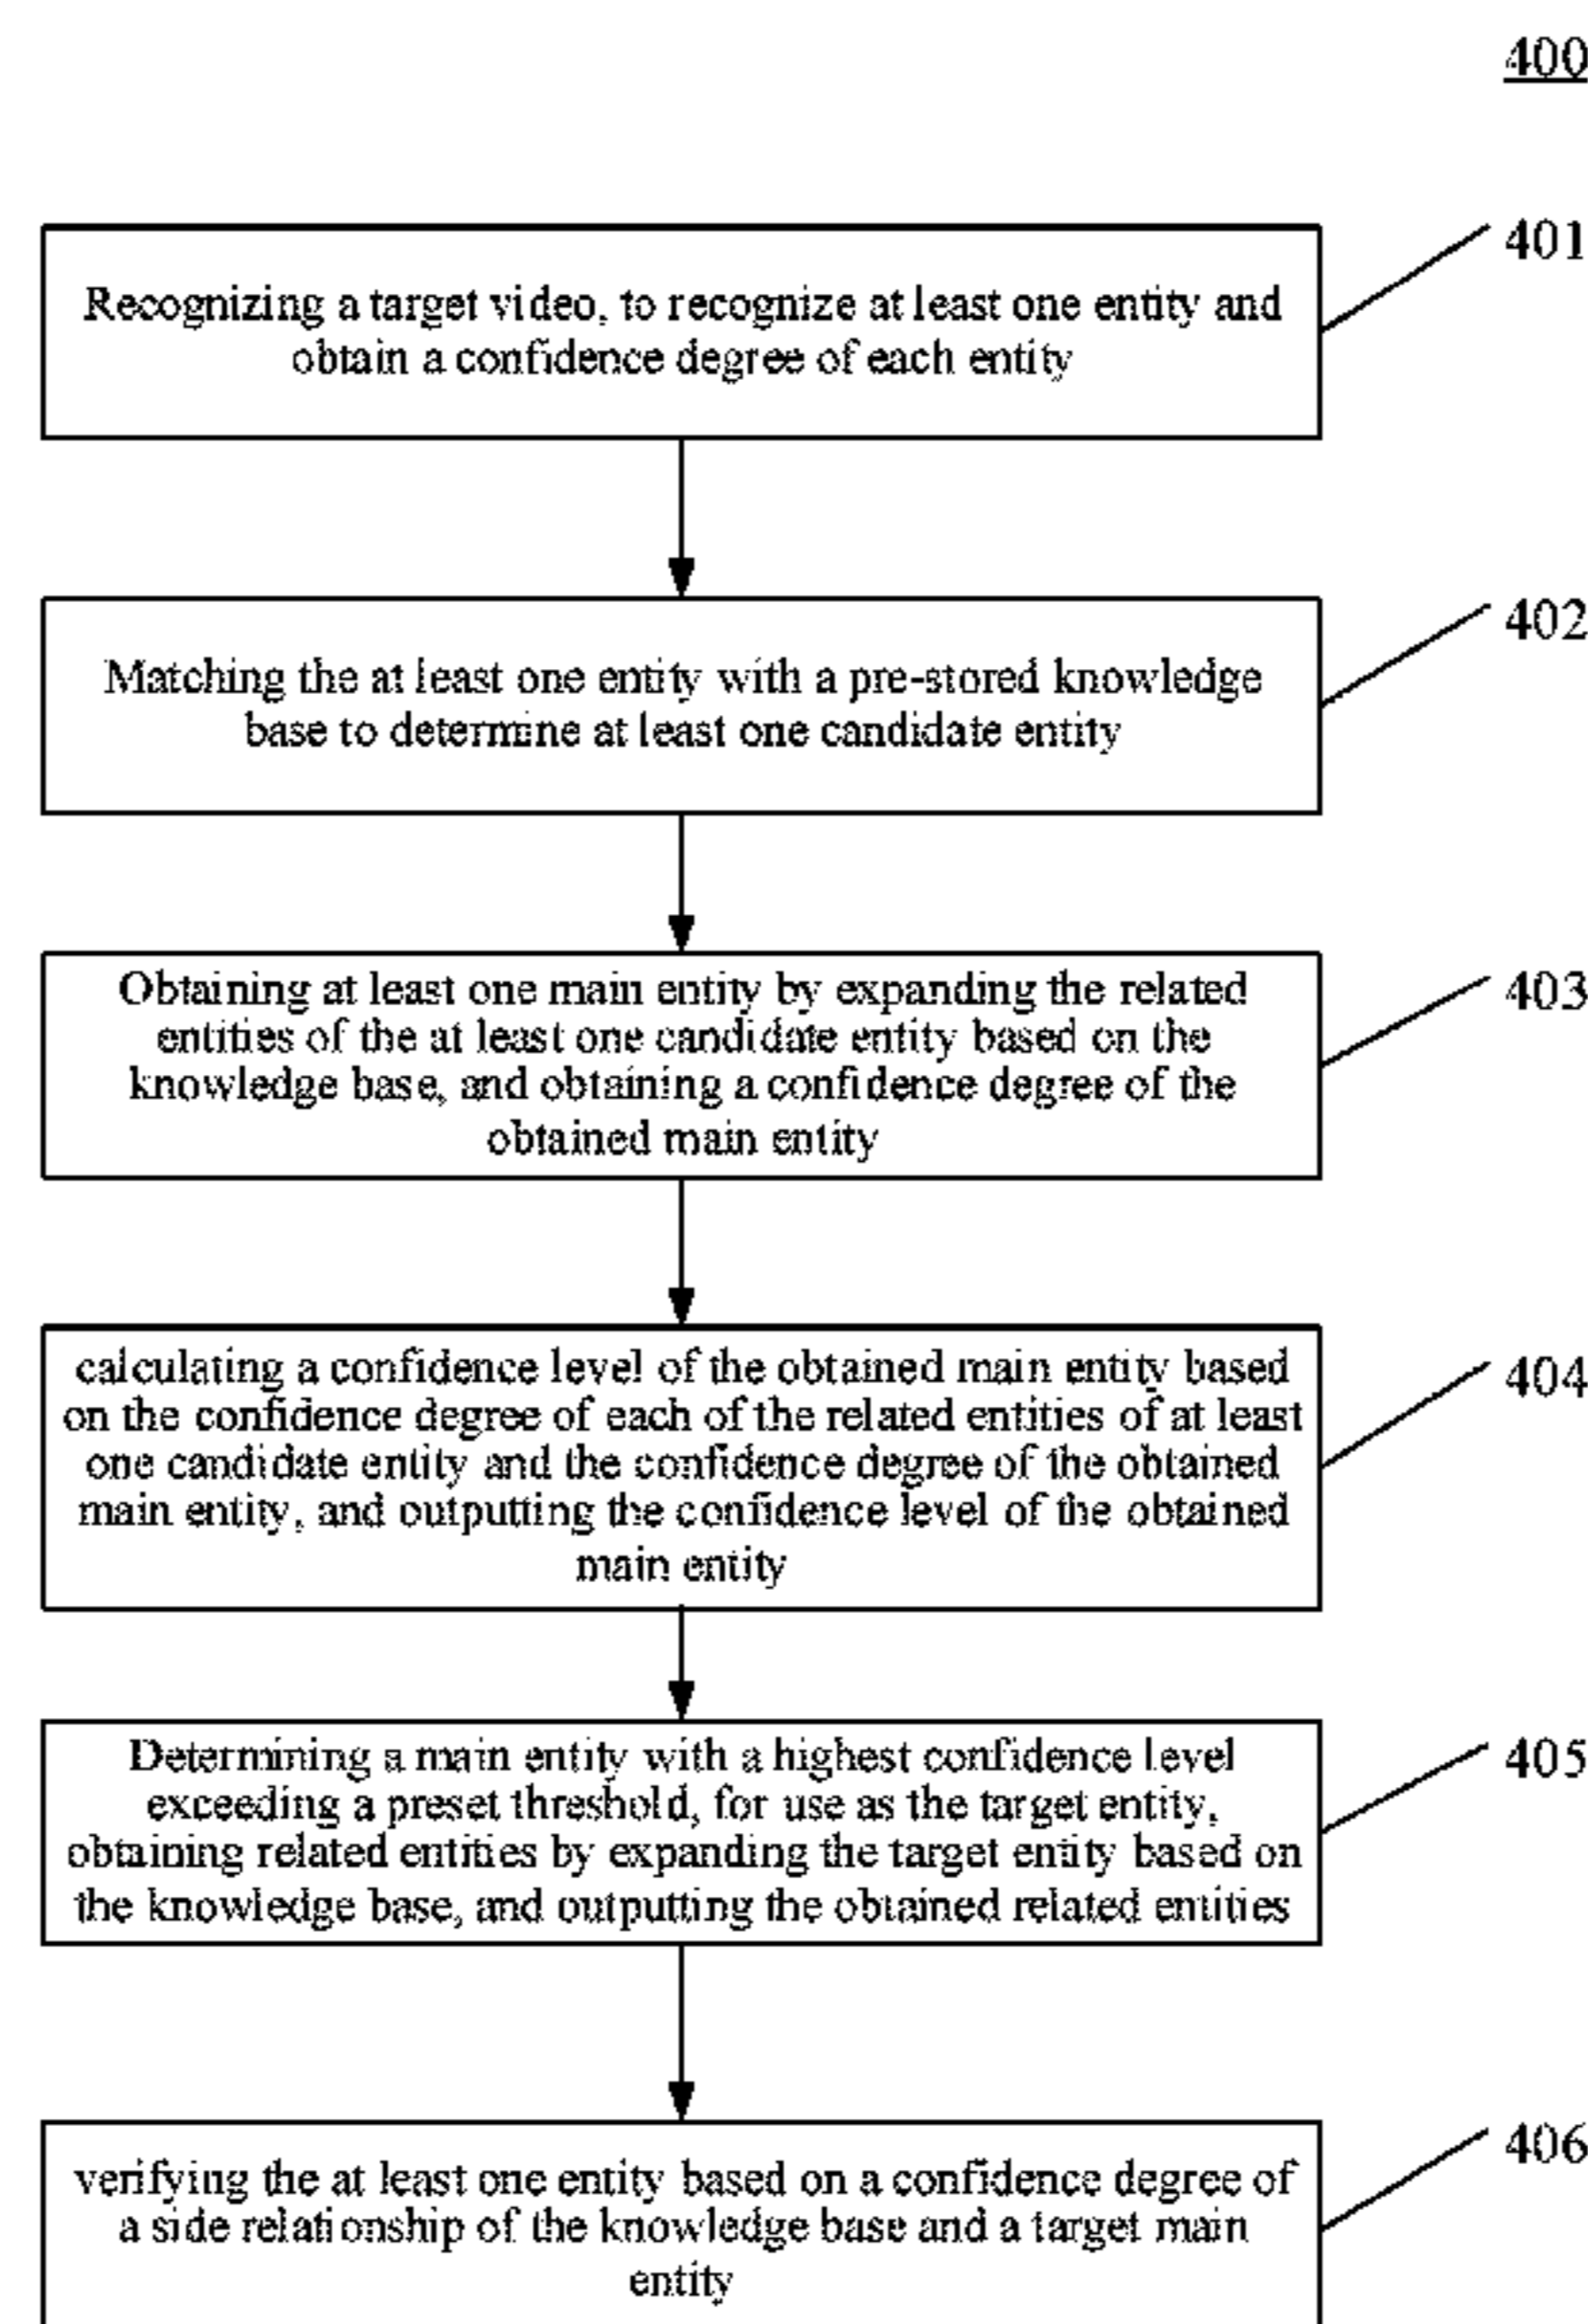 400
401
Recognizing a target video, to recognize at least one entity and
obtain a confidence degree of each entity
402
Matching the at least one entity with a pre-stored knowledge
base to determine at least one candidate entity
403
Obtaining at least one main entity by expanding the related
entities of the at least one candidate entity based on the
knowledge base, and obtaining a confidence degree of the
obtained main entity
404
calculating a confidence level of the obtained main entity based
on the confidence degree of each of the related entities of at least
one candidate entity and the confidence degree of the obtained
main entity, and outputting the confidence level of the obtained
main entity
405
Determining a main entity with a highest confidence level
exceeding a preset threshold, for use as the target entity,
obtaining related entities by expanding the target entity based on
the knowledge base, and outputting the obtained related entities
406
verifying the at least one entity based on a confidence degree of
a side relationship of the knowledge base and a target main
entity